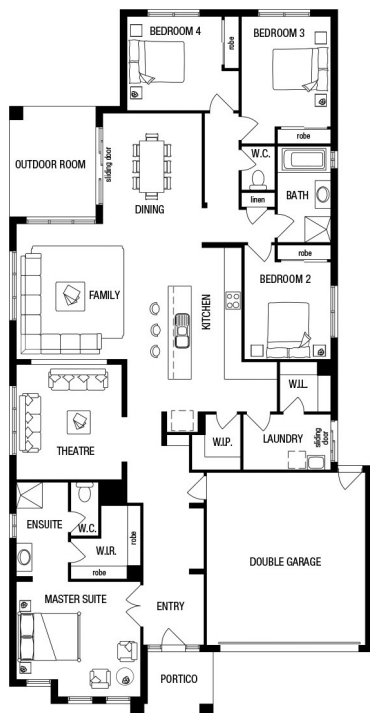 BEDROOM 4
robe
BEDROOM 3
robe
OUTDOOR ROOM
sliding door
W.C.
BATH
DINING
linen
robe
BEDROOM 2
FAMILY
KITCHEN
W.I.L.
THEATRE
W.I.P.
LAUNDRY
sliding door
ENSUITE
W.C.
robe
W.I.R.
robe
DOUBLE GARAGE
MASTER SUITE
ENTRY
PORTICO